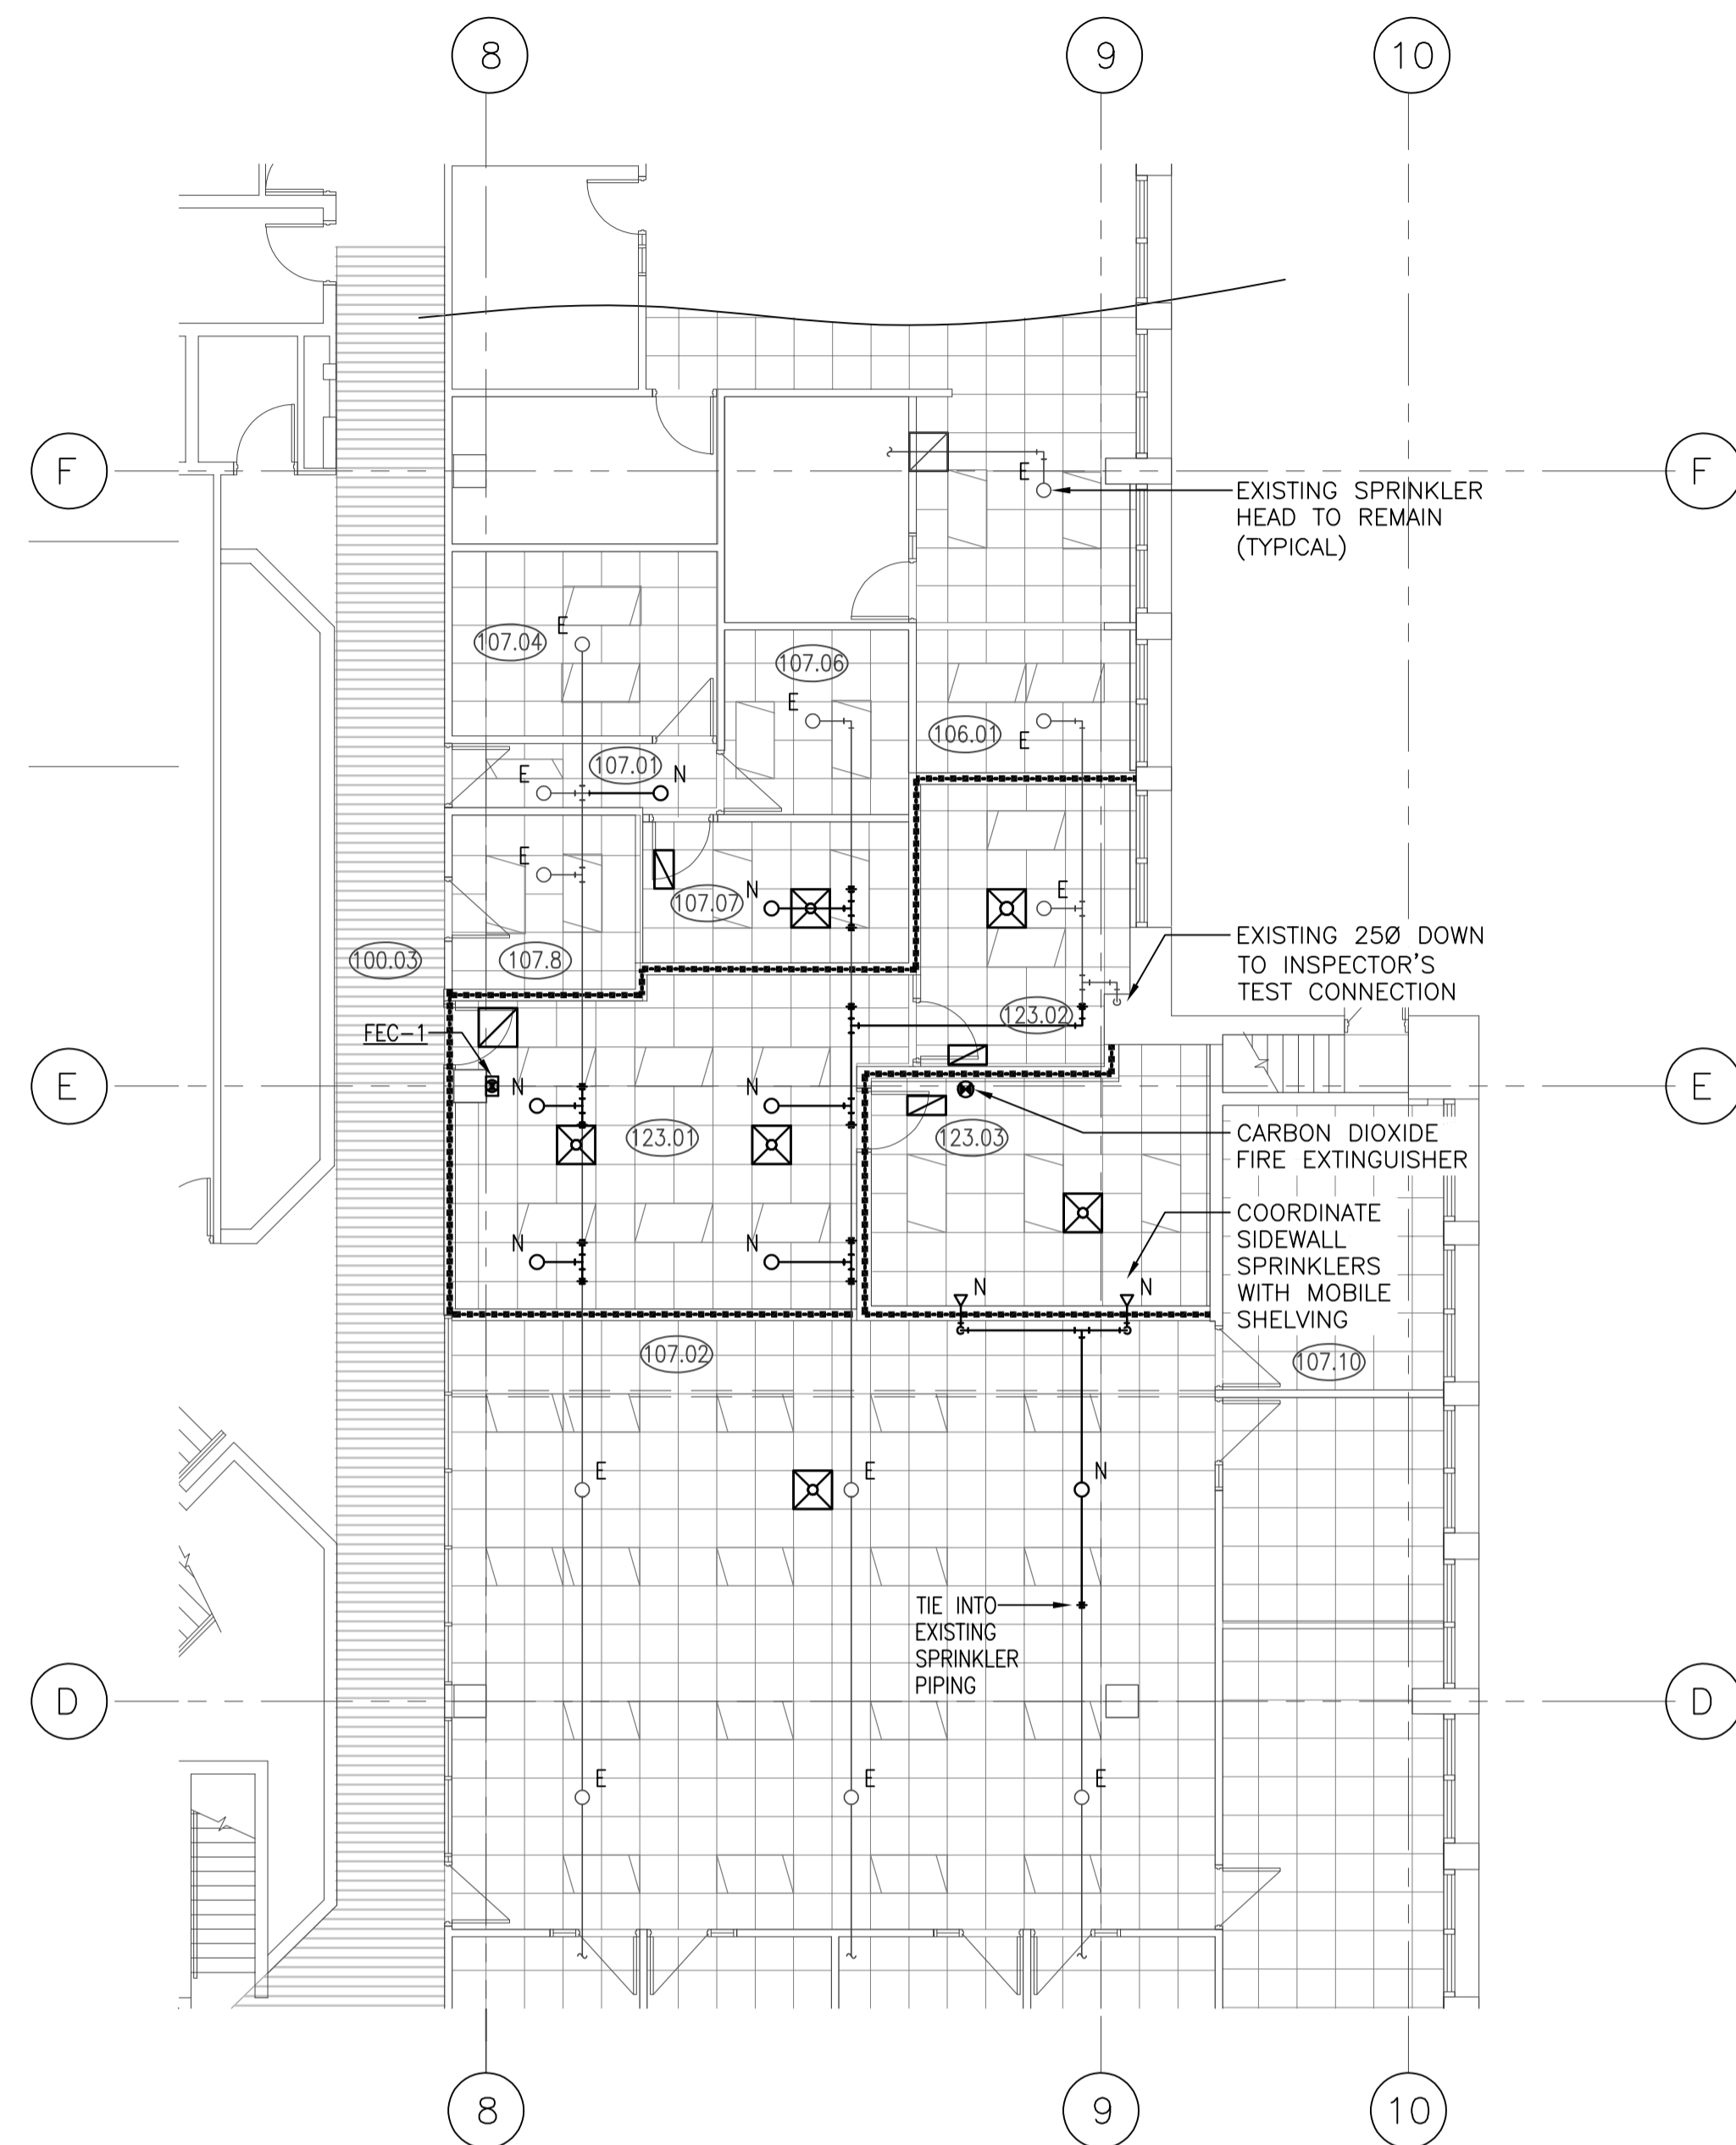 8
9
10
F
F
E
EXISTING SPRINKLER
HEAD TO REMAIN
(TYPICAL)
107.04
E
107.06
E
106.01
E
107.01
E
N
E
107.07
N
E
100.03
107.8
EXISTING 25Ø DOWN
TO INSPECTOR'S
TEST CONNECTION
123.02
FEC-1
E
E
N
N
123.01
123.03
CARBON DIOXIDE
FIRE EXTINGUISHER
COORDINATE
SIDEWALL
SPRINKLERS
WITH MOBILE
SHELVING
N
N
N
N
107.02
107.10
E
E
N
TIE INTO
EXISTING
SPRINKLER
PIPING
D
D
E
E
E
8
9
10